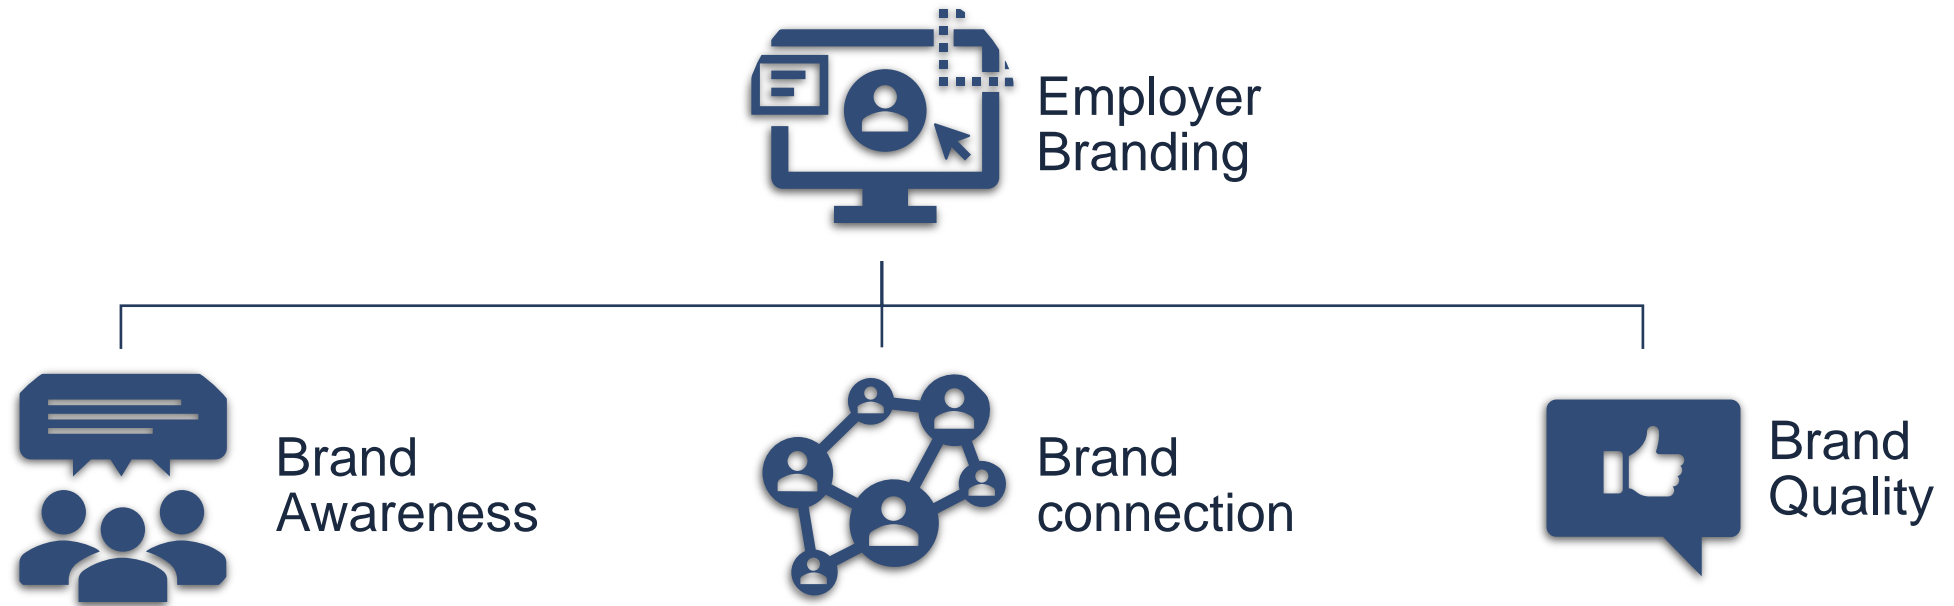 Employer
Branding
Brand
Awareness
Brand
connection
Brand
Quality